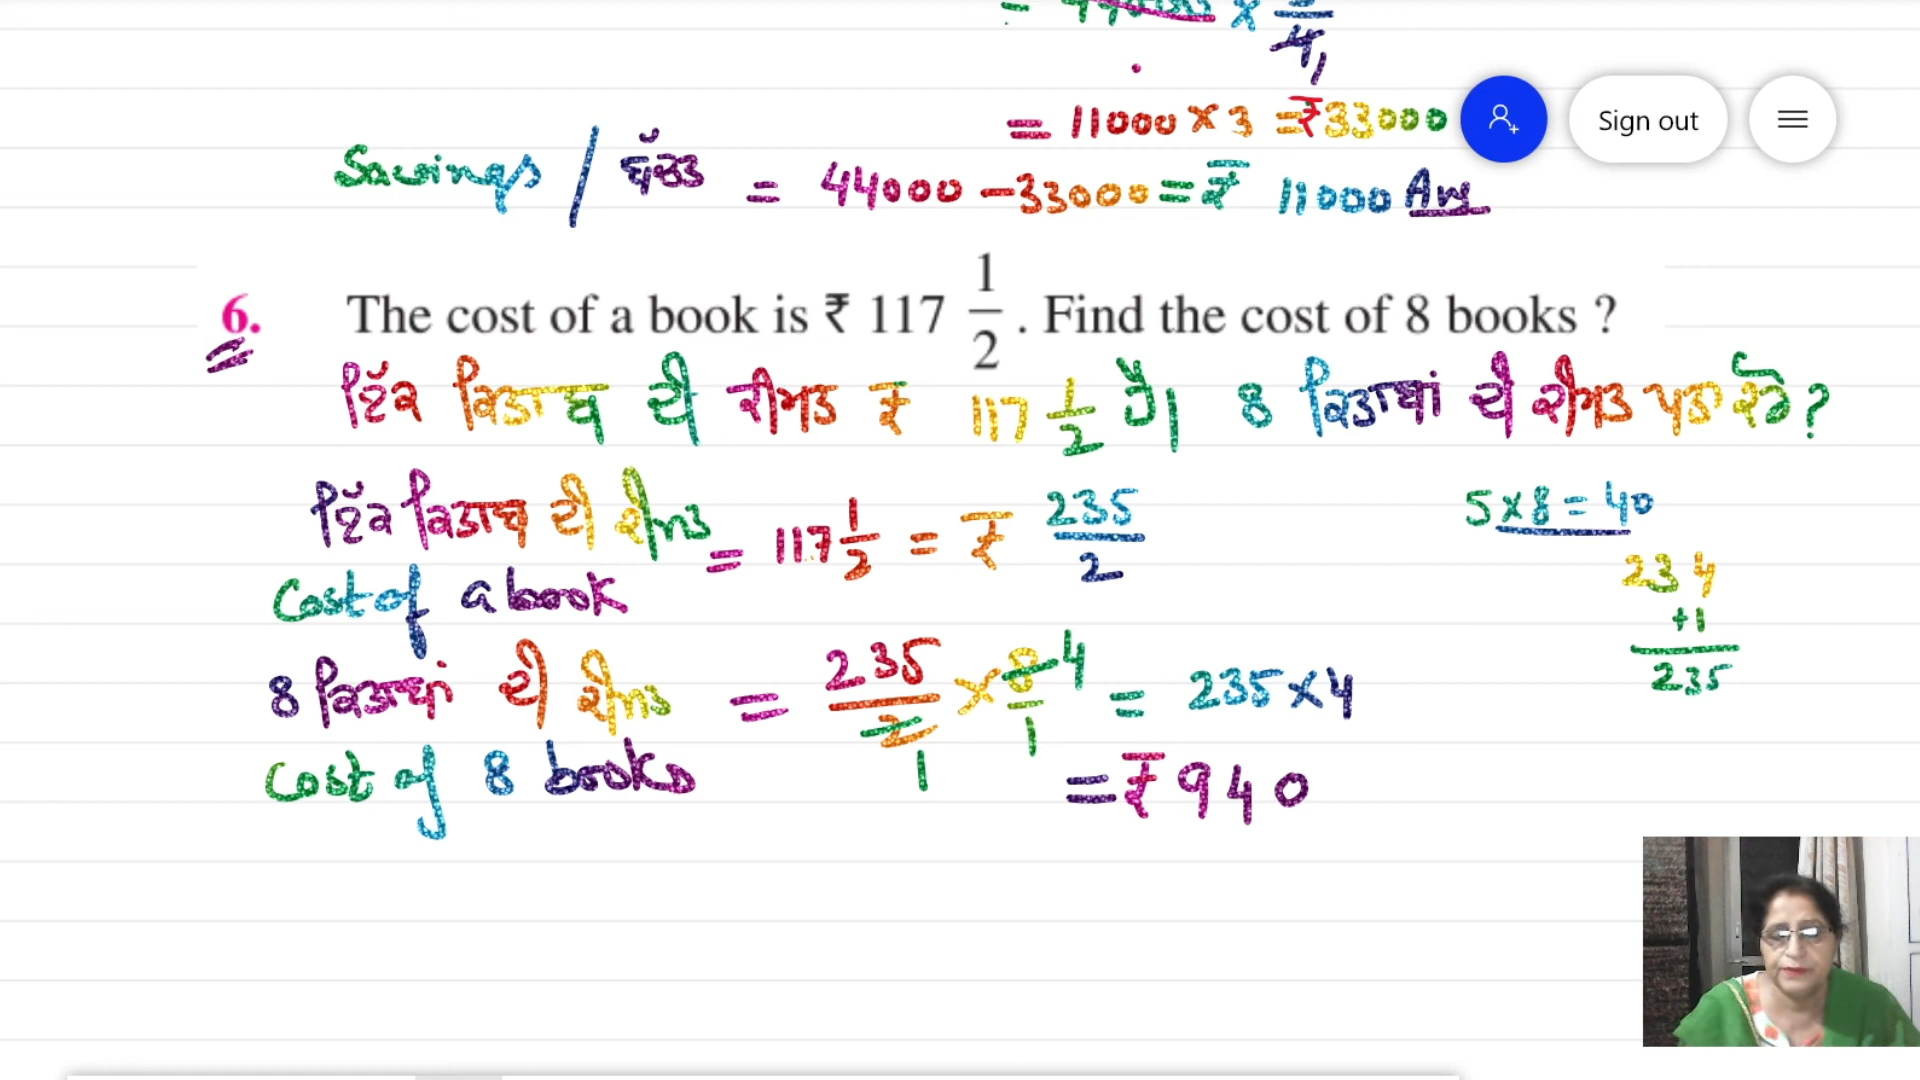 = 11000 × 3 = ₹33000
Sign out
Savings / ਬੱਚਤ = 44000 - 33000 = ₹ 11000 Ans
6. The cost of a book is ₹ 117 1/2 . Find the cost of 8 books ?
ਇੱਕ ਕਿਤਾਬ ਦੀ ਕੀਮਤ ₹ 117 1/2 ਹੈ। 8 ਕਿਤਾਬਾਂ ਦੀ ਕੀਮਤ ਪਤਾ ਕਰੋ?
ਇੱਕ ਕਿਤਾਬ ਦੀ ਕੀਮਤ = 117 1/2 = ₹ 235/2
Cost of a book
5 × 8 = 40
234
+1
235
8 ਕਿਤਾਬਾਂ ਦੀ ਕੀਮਤ = 235/2 1 × 8/1 4 = 235 × 4
Cost of 8 books = ₹ 940